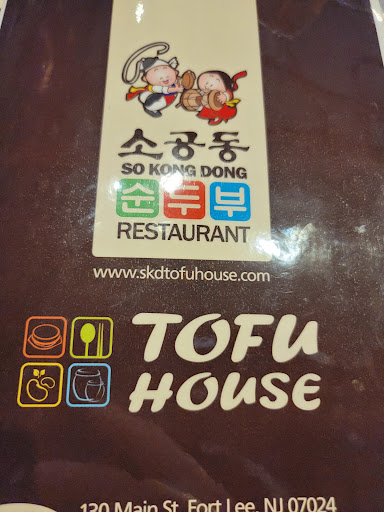 소공동
SO KONG DONG
순두부
RESTAURANT
www.skdtofuhouse.com
TOFU
HOUSE
130 Main St. Fort Lee, NJ 07024